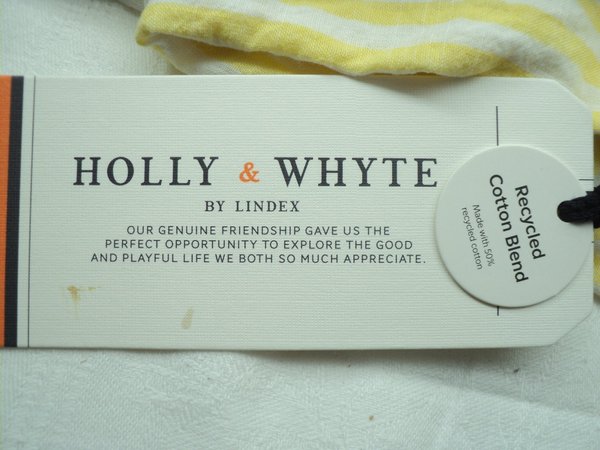 HOLLY & WHYTE
BY LINDEX
OUR GENUINE FRIENDSHIP GAVE US THE
PERFECT OPPORTUNITY TO EXPLORE THE GOOD
AND PLAYFUL LIFE WE BOTH SO MUCH APPRECIATE.
Recycled
Cotton Blend
Made with 50%
recycled cotton